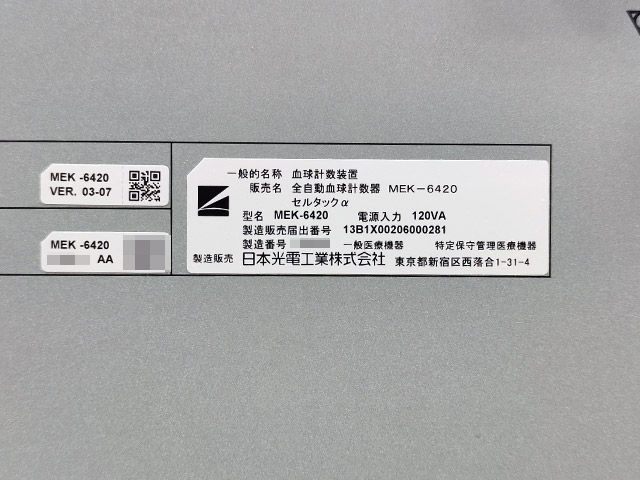 MEK -6420
VER. 03-07
MEK -6420
AA
一般的名称 血球計数装置
販売名 全自動血球計数器 MEK-6420
セルタックα
型名 MEK-6420 電源入力 120VA
製造販売届出番号 13B1X00206000281
製造番号 一般医療機器 特定保守管理医療機器
製造販売 日本光電工業株式会社 東京都新宿区西落合1-31-4